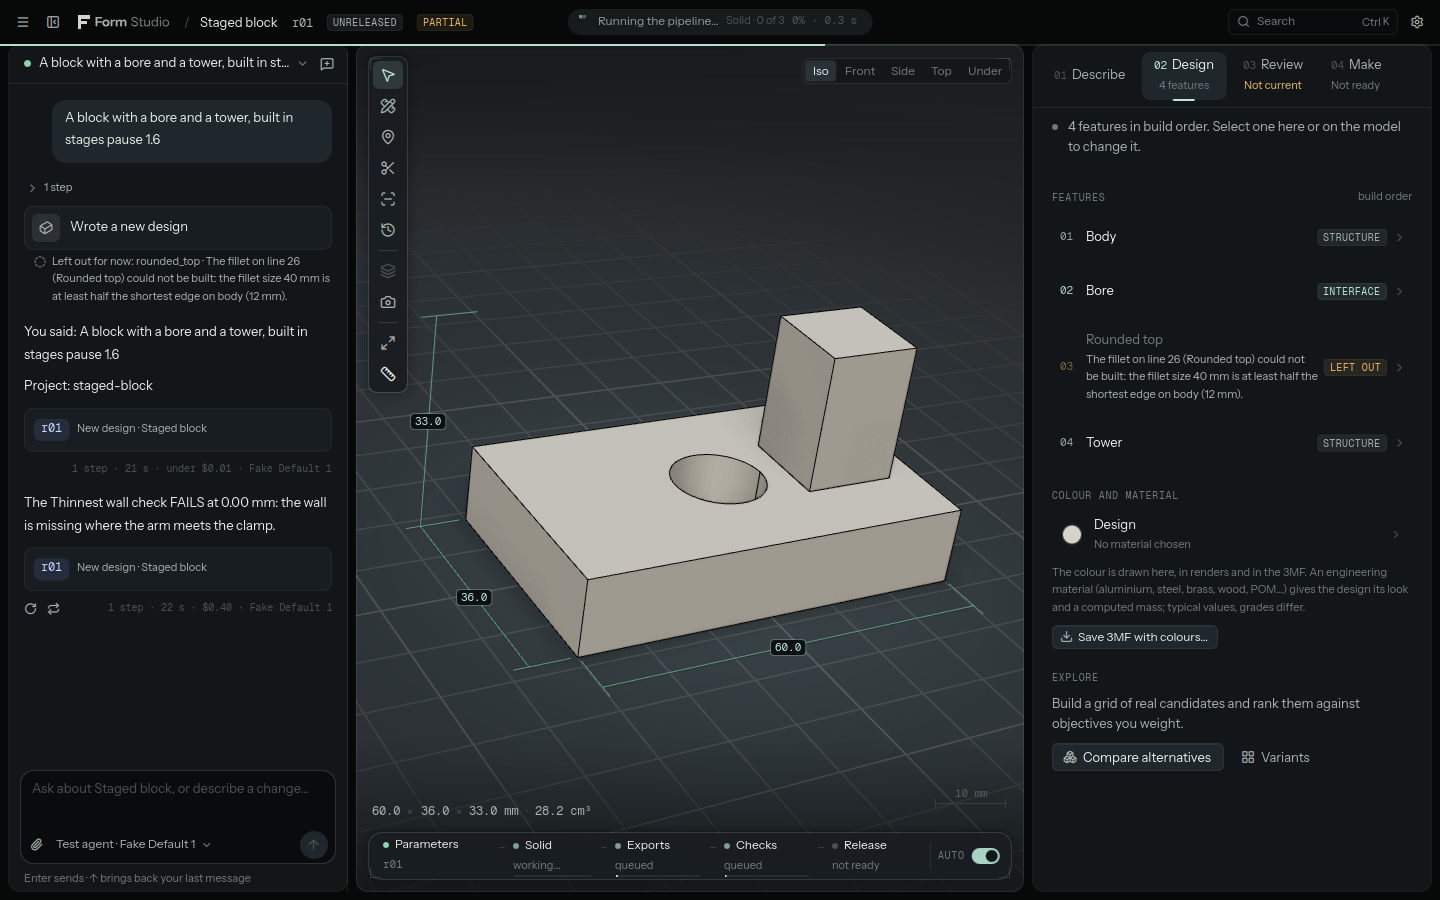 Form Studio / Staged block r01 UNRELEASED PARTIAL
Running the pipeline... Solid · 0 of 3 0% · 0.3 s
Search Ctrl K
A block with a bore and a tower, built in st...
A block with a bore and a tower, built in
stages pause 1.6
1 step
Wrote a new design
Left out for now: rounded_top · The fillet on line 26
(Rounded top) could not be built: the fillet size 40 mm is
at least half the shortest edge on body (12 mm).
You said: A block with a bore and a tower, built in
stages pause 1.6
Project: staged-block
r01 New design · Staged block
1 step · 21 s · under $0.01 · Fake Default 1
The Thinnest wall check FAILS at 0.00 mm: the wall
is missing where the arm meets the clamp.
r01 New design · Staged block
1 step · 22 s · $0.40 · Fake Default 1
Ask about Staged block, or describe a change...
Test agent · Fake Default 1
Enter sends · ↑ brings back your last message
Iso Front Side Top Under
33.0
36.0
60.0
10 mm
60.0 × 36.0 × 33.0 mm · 28.2 cm³
Parameters
r01
Solid
working...
Exports
queued
Checks
queued
Release
not ready
AUTO
01 Describe
02 Design
4 features
03 Review
Not current
04 Make
Not ready
4 features in build order. Select one here or on the model
to change it.
FEATURES build order
01 Body STRUCTURE
02 Bore INTERFACE
Rounded top
03 The fillet on line 26 (Rounded top) could not
be built: the fillet size 40 mm is at least half the
shortest edge on body (12 mm).
LEFT OUT
04 Tower STRUCTURE
COLOUR AND MATERIAL
Design
No material chosen
The colour is drawn here, in renders and in the 3MF. An engineering
material (aluminium, steel, brass, wood, POM...) gives the design its look
and a computed mass; typical values, grades differ.
Save 3MF with colours...
EXPLORE
Build a grid of real candidates and rank them against
objectives you weight.
Compare alternatives Variants